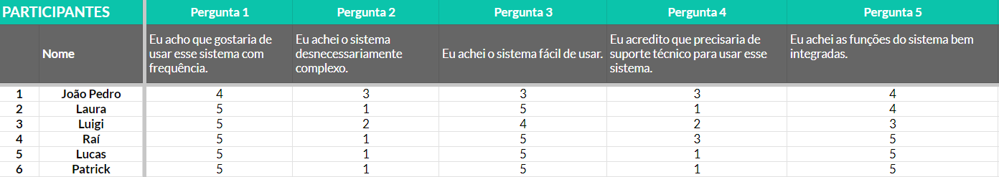 PARTICIPANTES Pergunta 1 Pergunta 2 Pergunta 3 Pergunta 4 Pergunta 5
Nome
Eu acho que gostaria de
usar esse sistema com
frequência.
Eu achei o sistema
desnecessariamente
complexo.
Eu achei o sistema fácil de usar.
Eu acredito que precisaria de
suporte técnico para usar esse
sistema.
Eu achei as funções do sistema bem
integradas.
1 João Pedro 4 3 3 3 4
2 Laura 5 1 5 1 4
3 Luigi 5 2 4 2 3
4 Raí 5 1 5 3 5
5 Lucas 5 1 5 1 5
6 Patrick 5 1 5 1 5